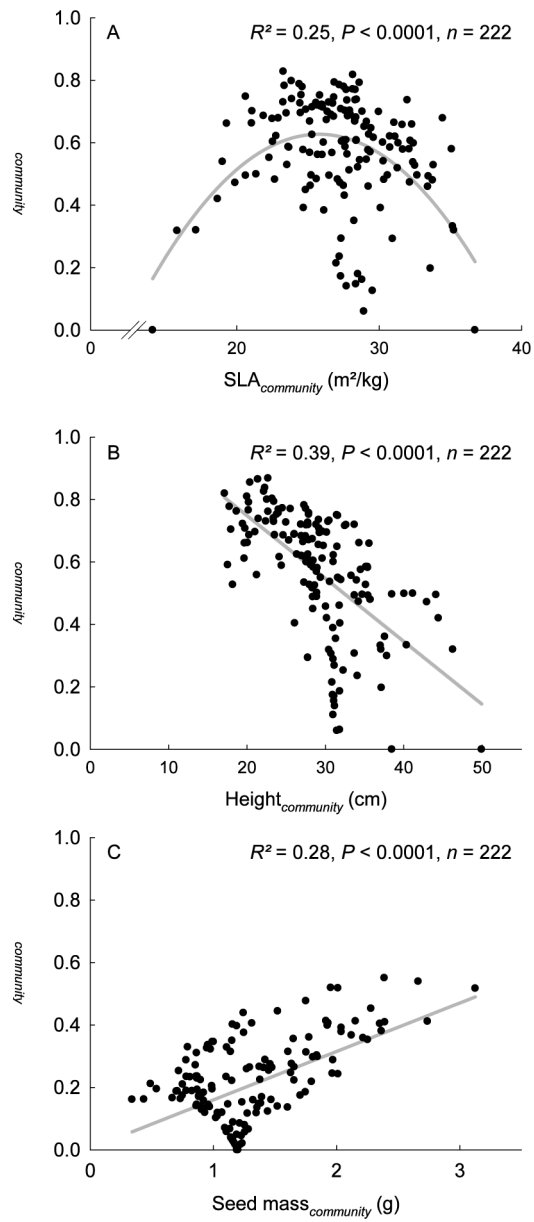 A
R² = 0.25, P < 0.0001, n = 222
1.0
0.8
0.6
0.4
0.2
0.0
community
0
20
30
40
SLAcommunity (m²/kg)
B
R² = 0.39, P < 0.0001, n = 222
1.0
0.8
0.6
0.4
0.2
0.0
community
0
10
20
30
40
50
Heightcommunity (cm)
C
R² = 0.28, P < 0.0001, n = 222
1.0
0.8
0.6
0.4
0.2
0.0
community
0
1
2
3
Seed masscommunity (g)